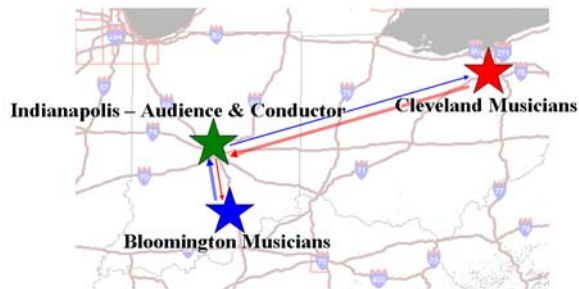 Indianapolis – Audience & Conductor
Cleveland Musicians
Bloomington Musicians